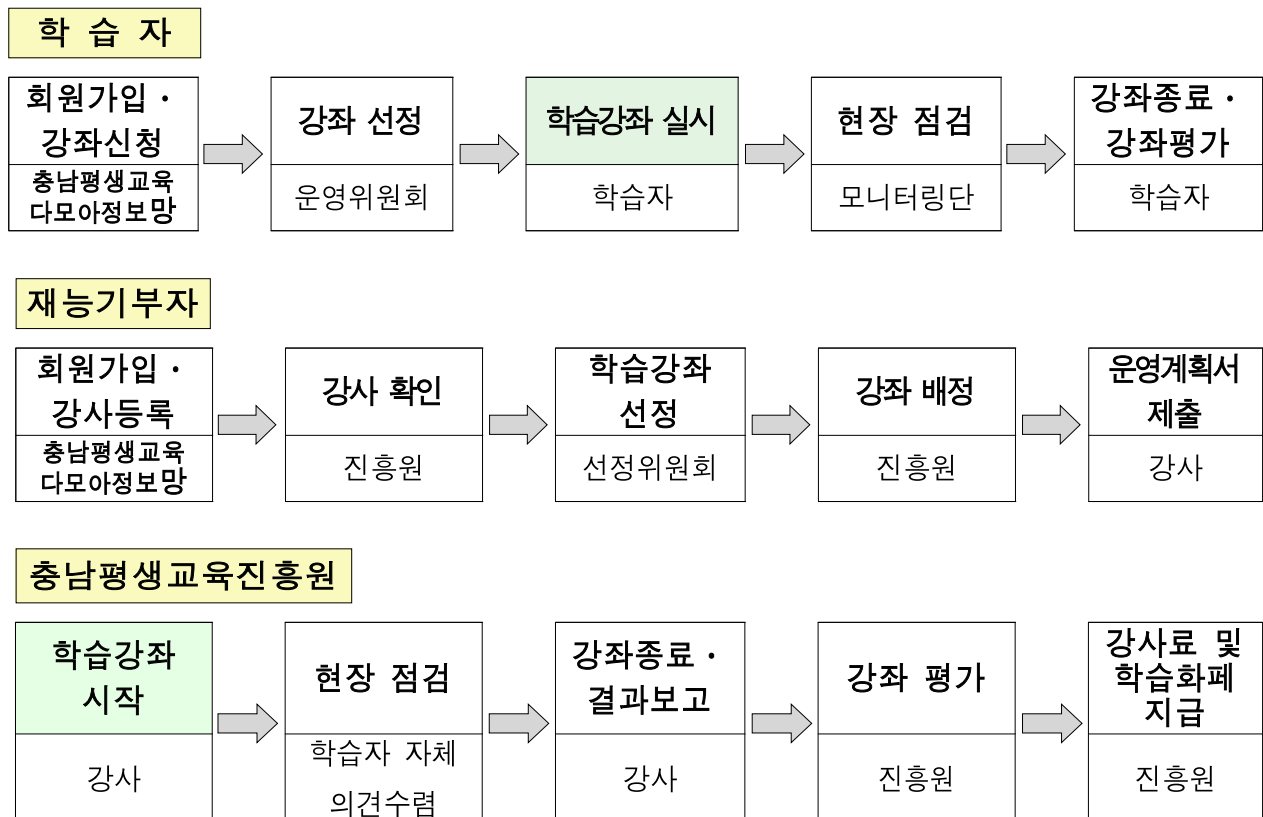 학 습 자
회원가입·
강좌신청
충남평생교육
다모아정보망
강좌 선정
운영위원회
학습강좌 실시
학습자
현장 점검
모니터링단
강좌종료·
강좌평가
학습자
재능기부자
회원가입·
강사등록
충남평생교육
다모아정보망
강사 확인
진흥원
학습강좌
선정
선정위원회
강좌 배정
진흥원
운영계획서
제출
강사
충남평생교육진흥원
학습강좌
시작
강사
현장 점검
학습자 자체
의견수렴
강좌종료·
결과보고
강사
강좌 평가
진흥원
강사료 및
학습화폐
지급
진흥원